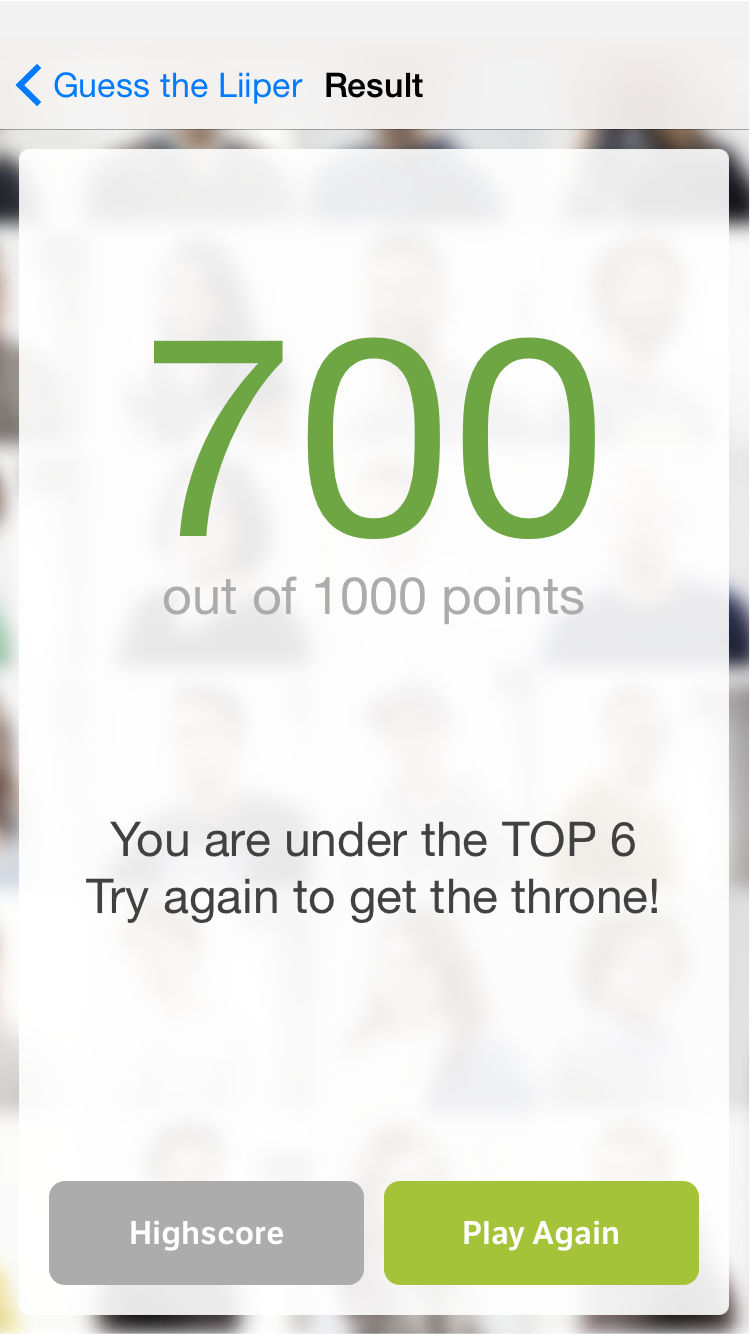 Guess the Liiper Result
700
out of 1000 points
You are under the TOP 6
Try again to get the throne!
Highscore Play Again